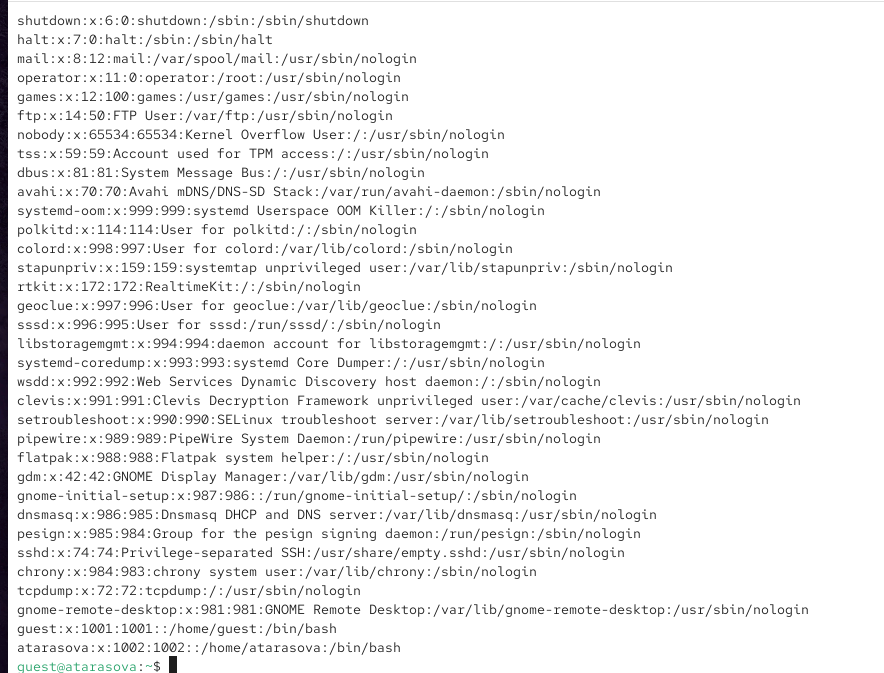 shutdown:x:6:0:shutdown:/sbin:/sbin/shutdown
halt:x:7:0:halt:/sbin:/sbin/halt
mail:x:8:12:mail:/var/spool/mail:/usr/sbin/nologin
operator:x:11:0:operator:/root:/usr/sbin/nologin
games:x:12:100:games:/usr/games:/usr/sbin/nologin
ftp:x:14:50:FTP User:/var/ftp:/usr/sbin/nologin
nobody:x:65534:65534:Kernel Overflow User:/:/usr/sbin/nologin
tss:x:59:59:Account used for TPM access:/:/usr/sbin/nologin
dbus:x:81:81:System Message Bus:/:/usr/sbin/nologin
avahi:x:70:70:Avahi mDNS/DNS-SD Stack:/var/run/avahi-daemon:/sbin/nologin
systemd-oom:x:999:999:systemd Userspace OOM Killer:/:/usr/sbin/nologin
polkitd:x:114:114:User for polkitd:/:/sbin/nologin
colord:x:998:997:User for colord:/var/lib/colord:/sbin/nologin
stapunpriv:x:159:159:systemtap unprivileged user:/var/lib/stapunpriv:/sbin/nologin
rtkit:x:172:172:RealtimeKit:/:/sbin/nologin
geoclue:x:997:996:User for geoclue:/var/lib/geoclue:/sbin/nologin
sssd:x:996:995:User for sssd:/run/sssd/:/sbin/nologin
libstoragemgmt:x:994:994:daemon account for libstoragemgmt:/:/usr/sbin/nologin
systemd-coredump:x:993:993:systemd Core Dumper:/:/usr/sbin/nologin
wsdd:x:992:992:Web Services Dynamic Discovery host daemon:/:/sbin/nologin
clevis:x:991:991:Clevis Decryption Framework unprivileged user:/var/cache/clevis:/usr/sbin/nologin
setroubleshoot:x:990:990:SELinux troubleshoot server:/var/lib/setroubleshoot:/usr/sbin/nologin
pipewire:x:989:989:PipeWire System Daemon:/run/pipewire:/usr/sbin/nologin
flatpak:x:988:988:Flatpak system helper:/:/usr/sbin/nologin
gdm:x:42:42:GNOME Display Manager:/var/lib/gdm:/usr/sbin/nologin
gnome-initial-setup:x:987:986::/run/gnome-initial-setup/:/sbin/nologin
dnsmasq:x:986:985:Dnsmasq DHCP and DNS server:/var/lib/dnsmasq:/usr/sbin/nologin
pesign:x:985:984:Group for the pesign signing daemon:/run/pesign:/sbin/nologin
sshd:x:74:74:Privilege-separated SSH:/usr/share/empty.sshd:/usr/sbin/nologin
chrony:x:984:983:chrony system user:/var/lib/chrony:/sbin/nologin
tcpdump:x:72:72:tcpdump:/:/usr/sbin/nologin
gnome-remote-desktop:x:981:981:GNOME Remote Desktop:/var/lib/gnome-remote-desktop:/usr/sbin/nologin
guest:x:1001:1001::/home/guest:/bin/bash
atarasova:x:1002:1002::/home/atarasova:/bin/bash
guest@atarasova:~$